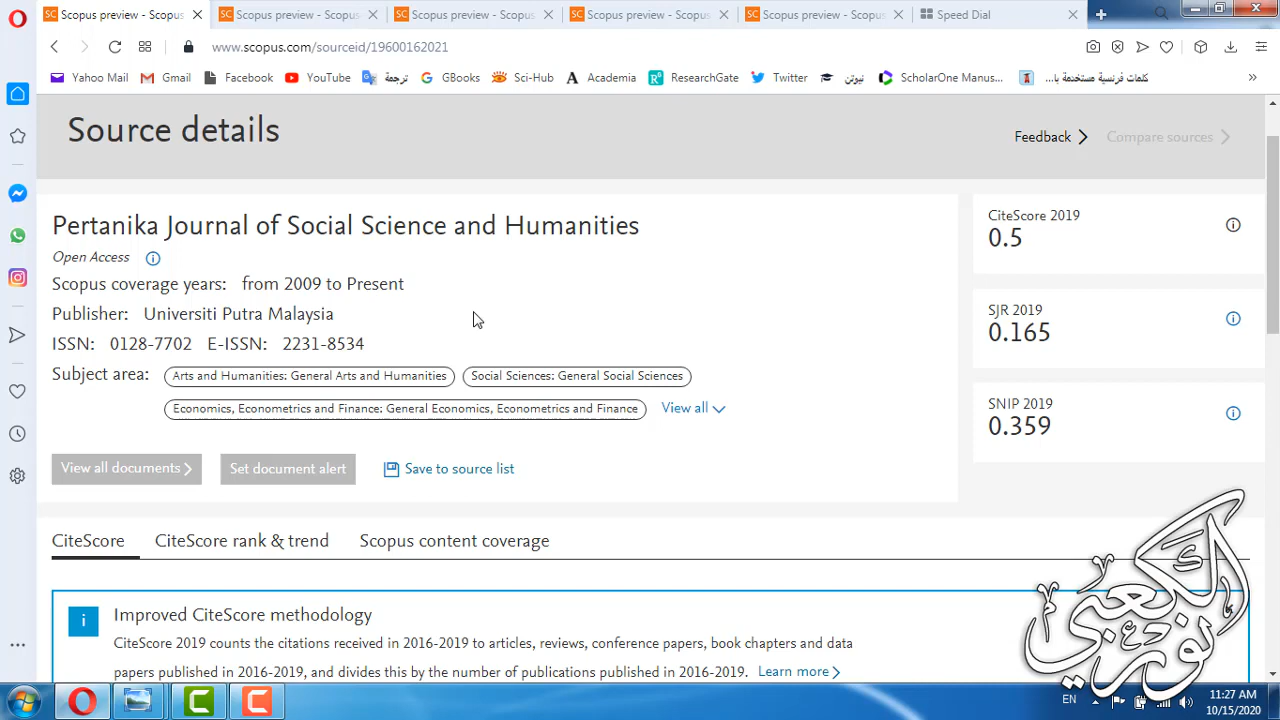 Scopus preview - Scopus
Scopus preview - Scopus
Scopus preview - Scopus
Scopus preview - Scopus
Scopus preview - Scopus
Speed Dial
www.scopus.com/sourceid/19600162021
Yahoo Mail
Gmail
Facebook
YouTube
ترجمة
GBooks
Sci-Hub
Academia
ResearchGate
Twitter
نيوتن
ScholarOne Manus...
كلمات فرنسية مستخدمة با...
Source details
Feedback
Compare sources
Pertanika Journal of Social Science and Humanities
Open Access
Scopus coverage years: from 2009 to Present
Publisher: Universiti Putra Malaysia
ISSN: 0128-7702 E-ISSN: 2231-8534
Subject area: Arts and Humanities: General Arts and Humanities Social Sciences: General Social Sciences
Economics, Econometrics and Finance: General Economics, Econometrics and Finance View all
View all documents Set document alert Save to source list
CiteScore 2019
0.5
SJR 2019
0.165
SNIP 2019
0.359
CiteScore CiteScore rank & trend Scopus content coverage
Improved CiteScore methodology
CiteScore 2019 counts the citations received in 2016-2019 to articles, reviews, conference papers, book chapters and data
papers published in 2016-2019, and divides this by the number of publications published in 2016-2019. Learn more
EN
11:27 AM
10/15/2020